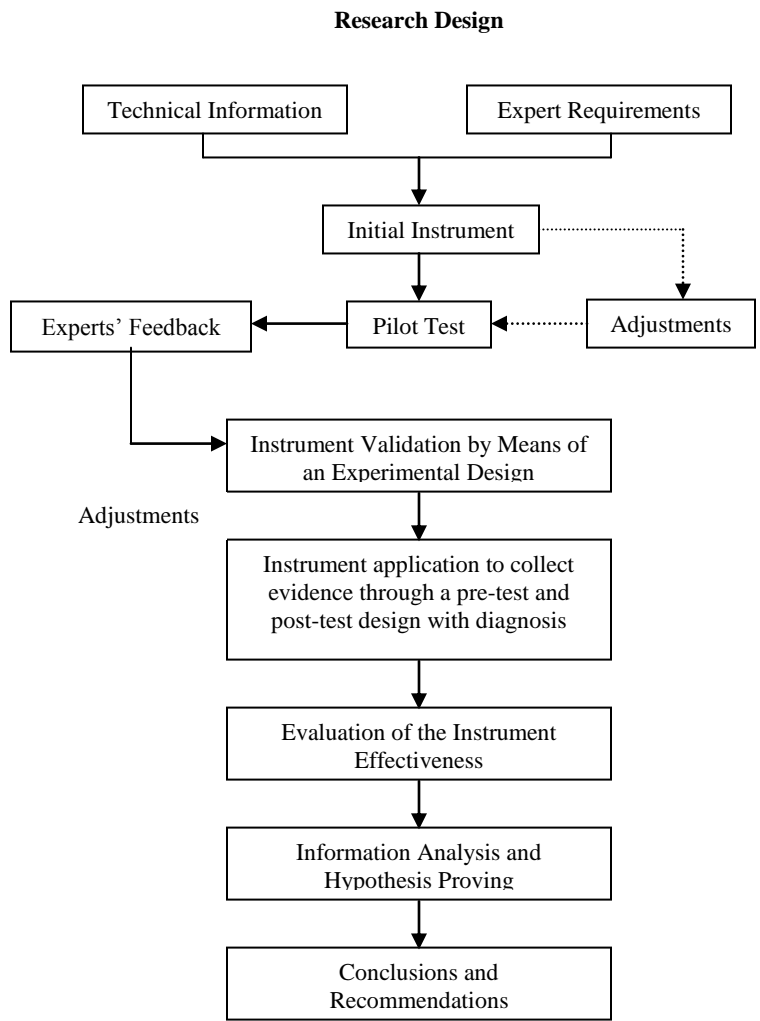 Research Design
Technical Information
Expert Requirements
Initial Instrument
Experts’ Feedback
Pilot Test
Adjustments
Instrument Validation by Means of
an Experimental Design
Adjustments
Instrument application to collect
evidence through a pre-test and
post-test design with diagnosis
Evaluation of the Instrument
Effectiveness
Information Analysis and
Hypothesis Proving
Conclusions and
Recommendations